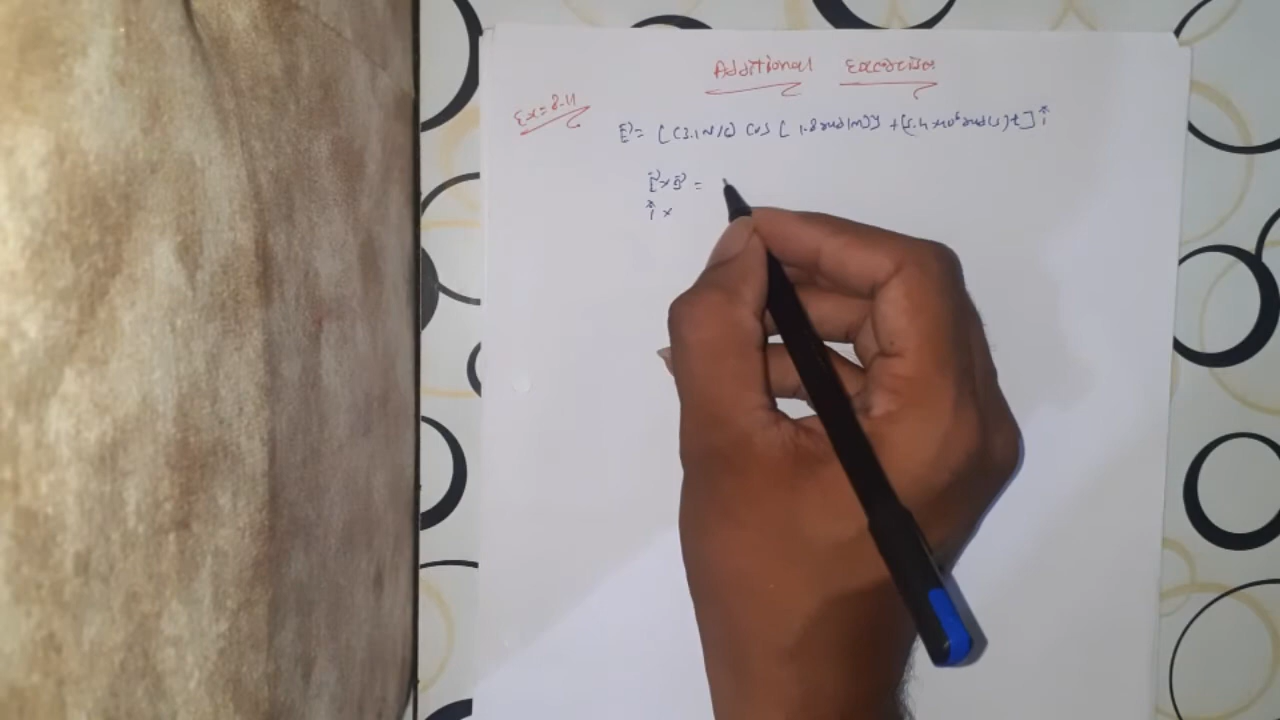 Additional Exercise
Ex = 8.11
E⃗ = [(3.1 N/C) cos [1.8 rad/m)y + (5.4 × 10⁶ rad/s)t] î
E⃗ × B⃗ =
î ×